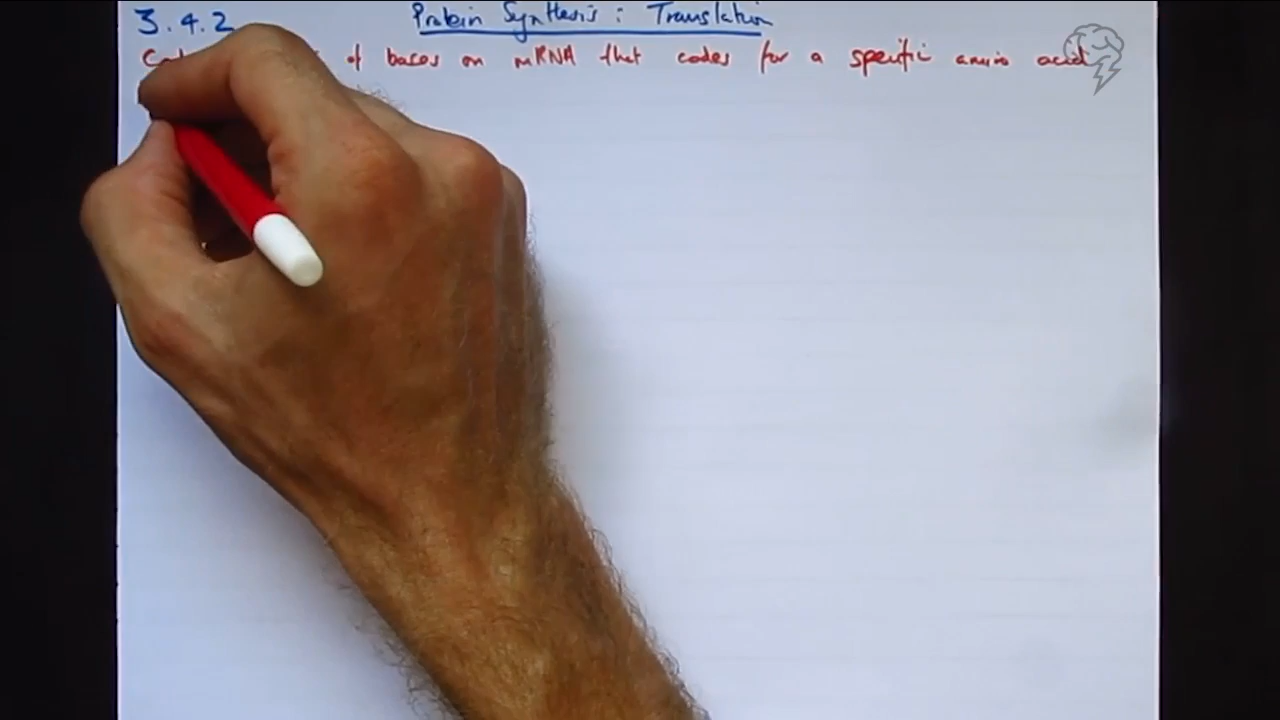 3.4.2 Protein Synthesis : Translation
of bases on mRNA that codes for a specific amino acid